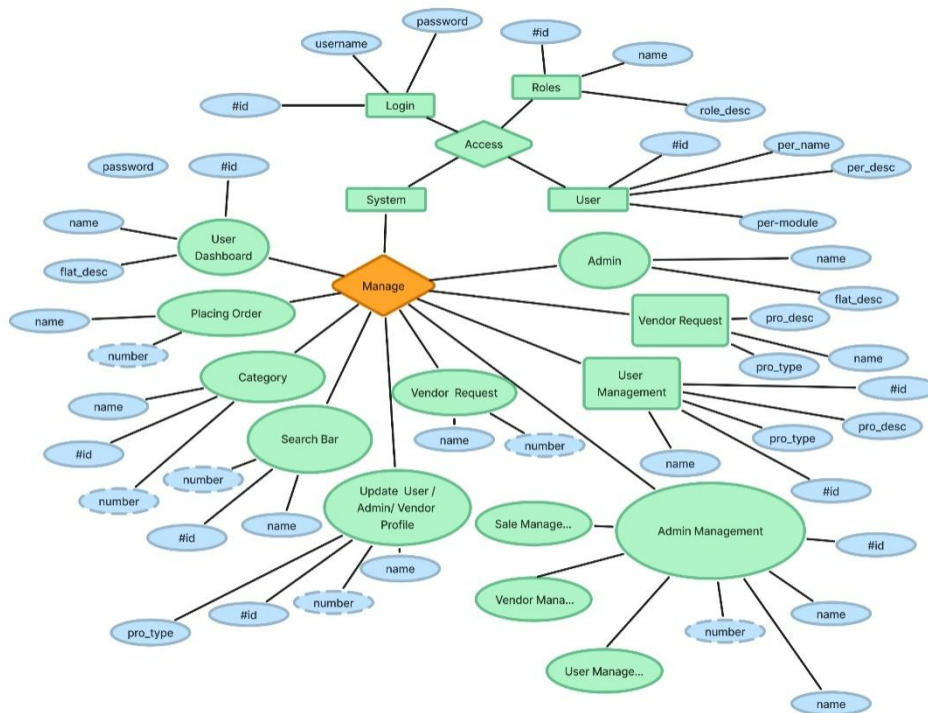 password
username
#id
name
#id
Login
Roles
role_desc
Access
#id
per_name
password
#id
per_desc
System
User
name
per-module
User
Dashboard
flat_desc
Admin
name
Manage
flat_desc
Placing Order
name
Vendor Request
pro_desc
number
name
pro_type
Category
Vendor Request
User
Management
#id
name
Search Bar
name
number
pro_type
pro_desc
#id
name
number
number
#id
Update User /
Admin/ Vendor
Profile
#id
name
Sale Manage...
Admin Management
#id
name
pro_type
#id
number
Vendor Mana...
name
number
User Manage...
name